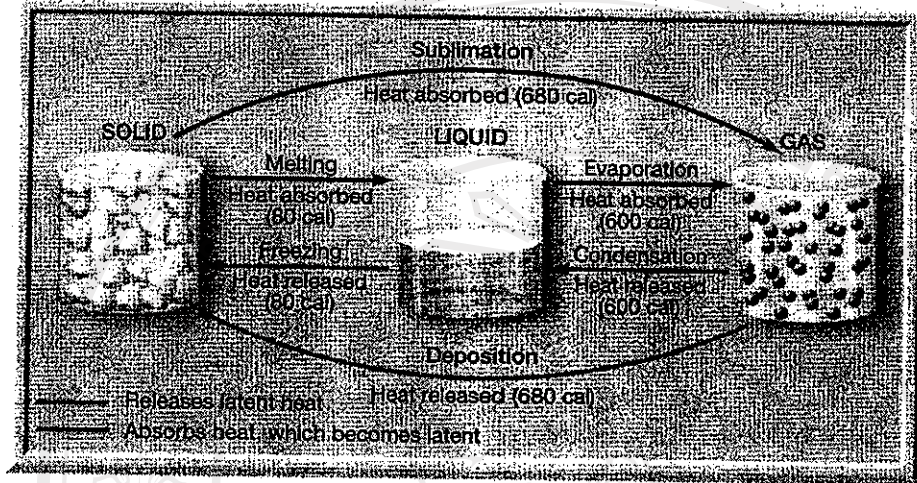 Sublimation
Heat absorbed (680 cal)
SOLID
LIQUID
GAS
Melting
Heat absorbed
(80 cal)
Evaporation
Heat absorbed
(600 cal)
Freezing
Heat released
(80 cal)
Condensation
Heat released
(600 cal)
Deposition
Heat released (680 cal)
Releases latent heat
Absorbs heat, which becomes latent